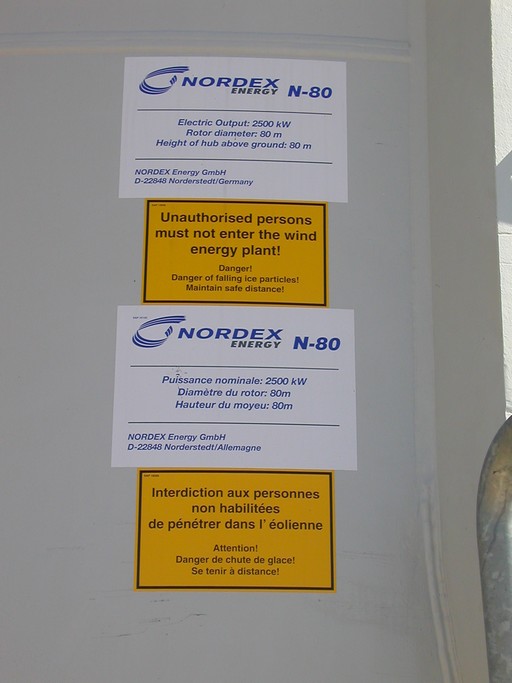 NORDEX
ENERGY N-80
Electric Output: 2500 kW
Rotor diameter: 80 m
Height of hub above ground: 80 m
NORDEX Energy GmbH
D-22848 Norderstedt/Germany
Unauthorised persons
must not enter the wind
energy plant!
Danger!
Danger of falling ice particles!
Maintain safe distance!
NORDEX
ENERGY N-80
Puissance nominale: 2500 kW
Diamètre du rotor: 80m
Hauteur du moyeu: 80m
NORDEX Energy GmbH
D-22848 Norderstedt/Allemagne
Interdiction aux personnes
non habilitées
de pénétrer dans l' éolienne
Attention!
Danger de chute de glace!
Se tenir à distance!